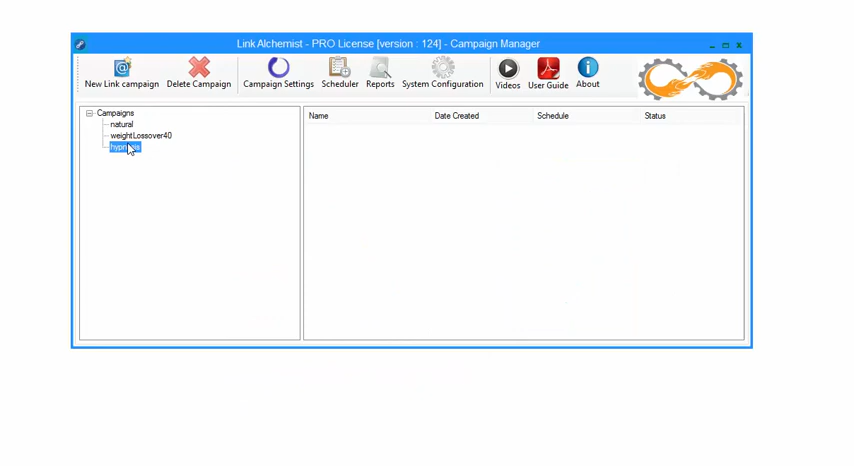 Link Alchemist - PRO License [version : 124] - Campaign Manager
New Link campaign Delete Campaign Campaign Settings Scheduler Reports System Configuration Videos User Guide About
Campaigns
natural
weightLossover40
Name Date Created Schedule Status